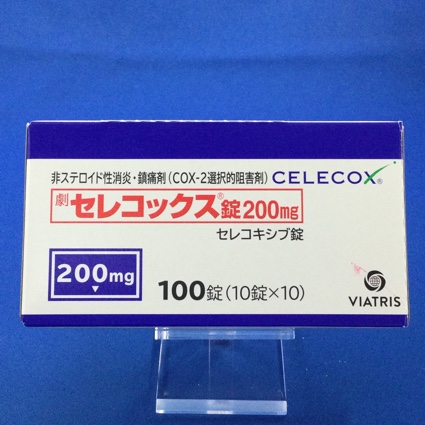 非ステロイド性消炎・鎮痛剤(COX-2選択的阻害剤) CELECOX®
劇 セレコックス®錠200mg
セレコキシブ錠
200mg
100錠(10錠×10)
VIATRIS